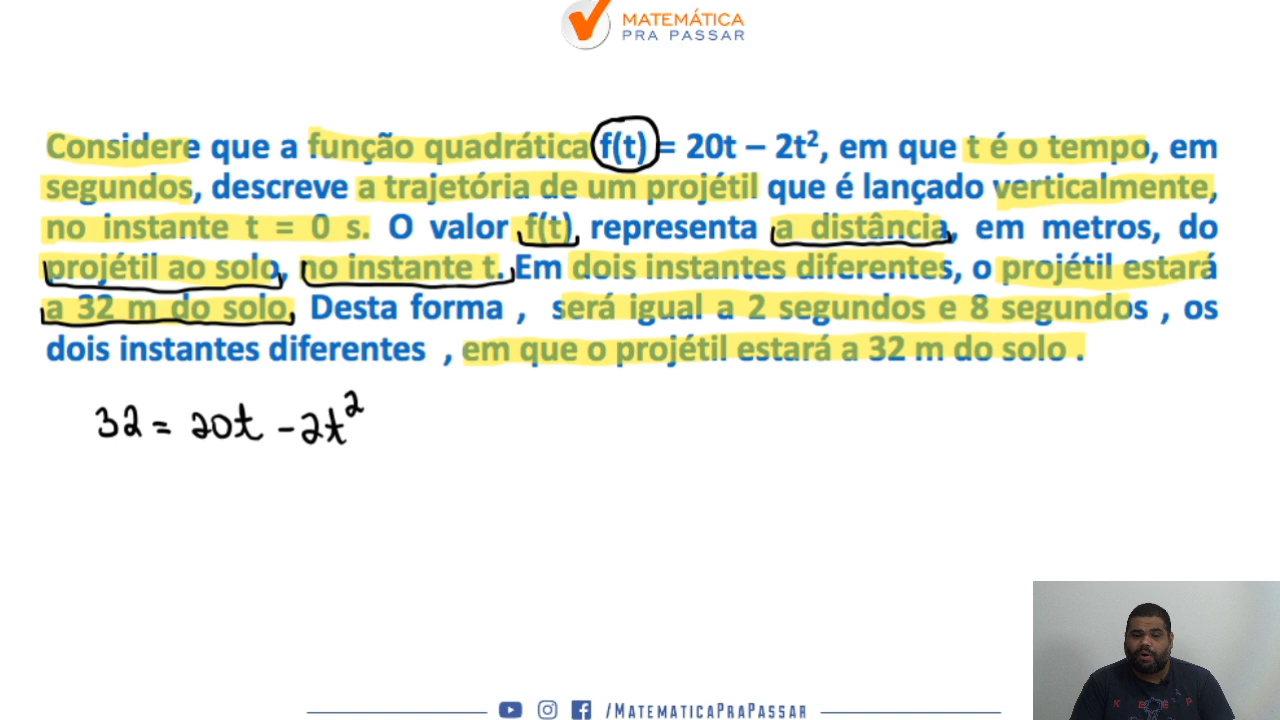 MATEMÁTICA
PRA PASSAR
Considere que a função quadrática f(t) = 20t – 2t², em que t é o tempo, em
segundos, descreve a trajetória de um projétil que é lançado verticalmente,
no instante t = 0 s. O valor f(t) representa a distância, em metros, do
projétil ao solo, no instante t. Em dois instantes diferentes, o projétil estará
a 32 m do solo. Desta forma , será igual a 2 segundos e 8 segundos , os
dois instantes diferentes , em que o projétil estará a 32 m do solo .
32 = 20t - 2t²
/MATEMATICAPRAPASSAR